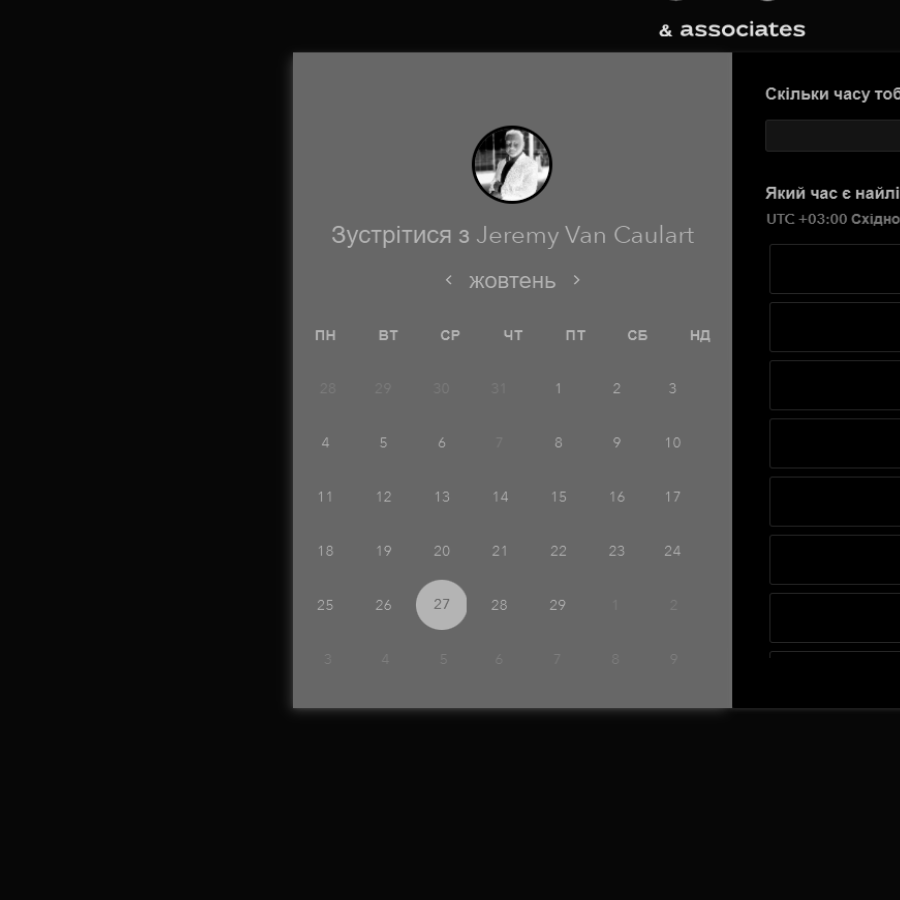 & associates
Скільки часу тоб
Зустрітися з Jeremy Van Caulart
жовтень
ПН ВТ СР ЧТ ПТ СБ НД
28 29 30 31 1 2 3
4 5 6 7 8 9 10
11 12 13 14 15 16 17
18 19 20 21 22 23 24
25 26 27 28 29 1 2
3 4 5 6 7 8 9
Який час є найлі
UTC +03:00 Східно